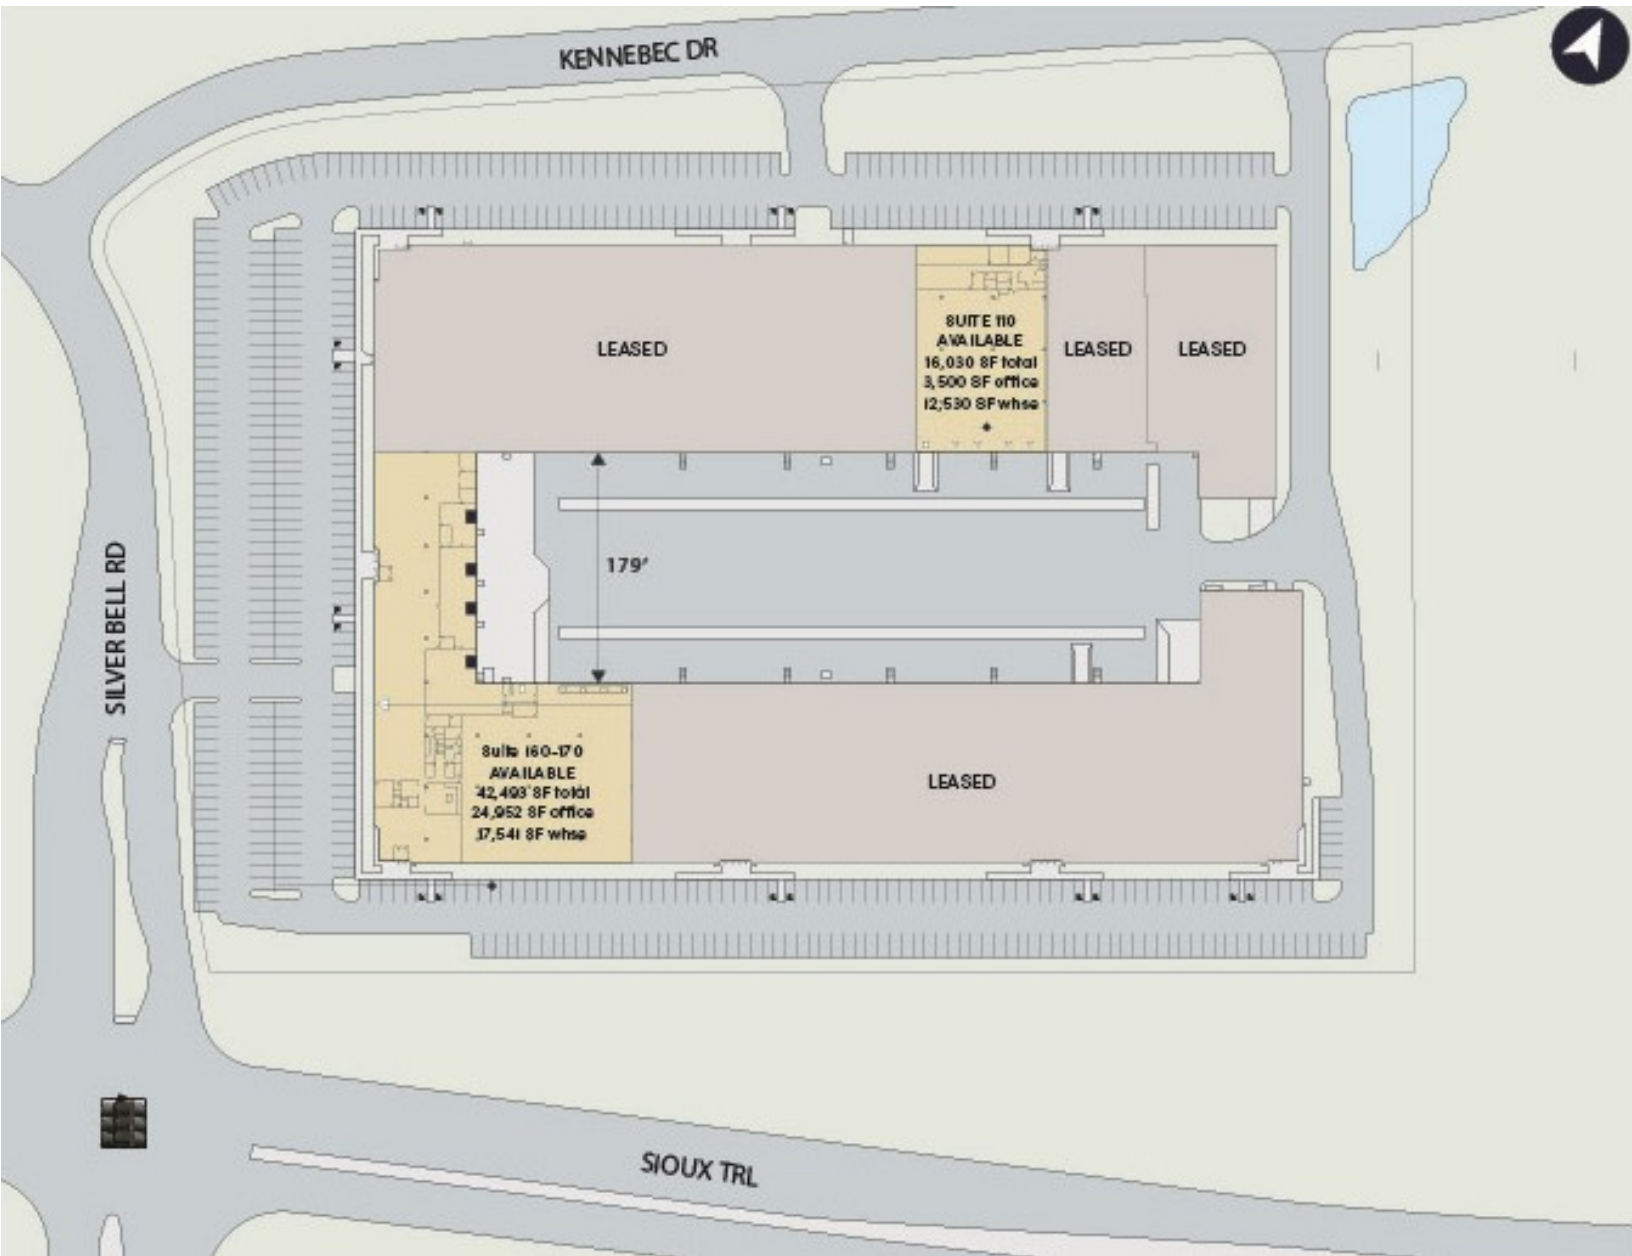 KENNEBEC DR
SUITE 110
AVAILABLE
16,030 SF total
3,500 SF office
12,530 SF whse
LEASED
LEASED
LEASED
179'
SILVER BELL RD
Suite 160-170
AVAILABLE
42,493 SF total
24,952 SF office
17,541 SF whse
LEASED
SIOUX TRL